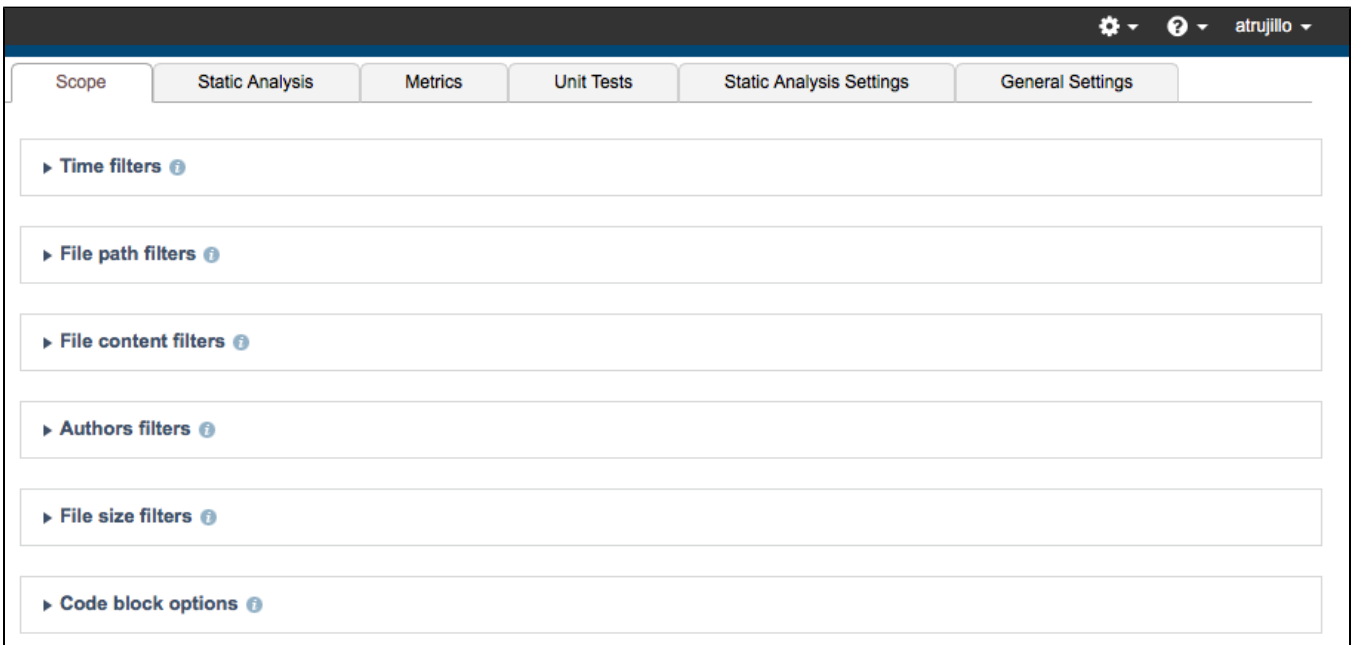 atrujillo
Scope Static Analysis Metrics Unit Tests Static Analysis Settings General Settings
Time filters
File path filters
File content filters
Authors filters
File size filters
Code block options